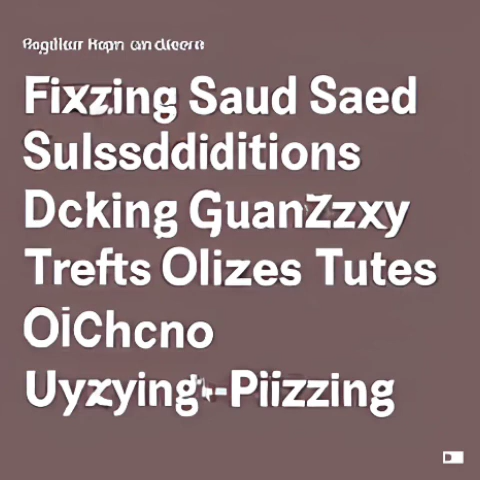 Fixzing Saud Saed
Sulssddiditions
Dcking GuanZzxy
Trefts Olizes Tutes
OiChcno
Uyzying--Piizzing